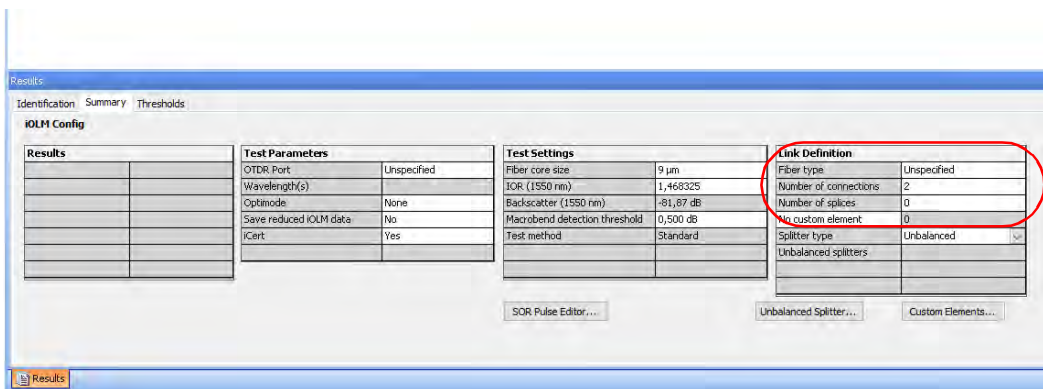 Results
Identification Summary Thresholds
iOLM Config
Results
Test Parameters
OTDR Port Unspecified
Wavelength(s)
Optimode None
Save reduced iOLM data No
iCert Yes
Test Settings
Fiber core size 9 µm
IOR (1550 nm) 1,468325
Backscatter (1550 nm) -81,87 dB
Macrobend detection threshold 0,500 dB
Test method Standard
Link Definition
Fiber type Unspecified
Number of connections 2
Number of splices 0
No custom element 0
Splitter type Unbalanced
Unbalanced splitters
SOR Pulse Editor... Unbalanced Splitter... Custom Elements...
Results